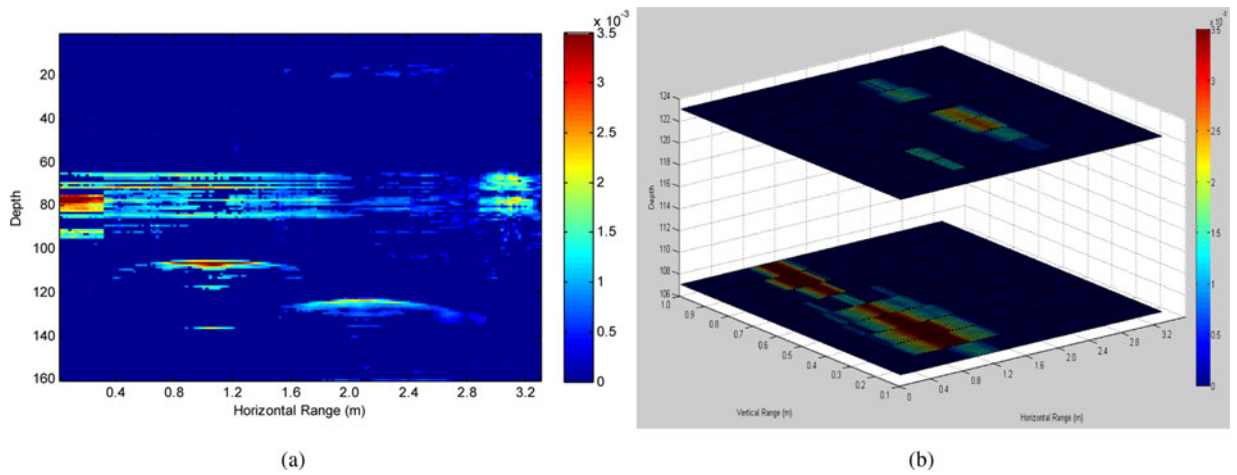 x 10⁻³
3.5
3
2.5
2
1.5
1
0.5
0
20
40
60
80
100
120
140
160
Depth
0.4 0.8 1.2 1.6 2.0 2.4 2.8 3.2
Horizontal Range (m)
(a)
x 10⁻³
3.5
3
2.5
2
1.5
1
0.5
0
124
122
120
118
116
114
112
110
108
106
Depth
1.0 0.9 0.8 0.7 0.6 0.5 0.4 0.3 0.2 0.1
Vertical Range (m)
0 0.4 0.8 1.2 1.6 2.0 2.4 2.8 3.2
Horizontal Range (m)
(b)